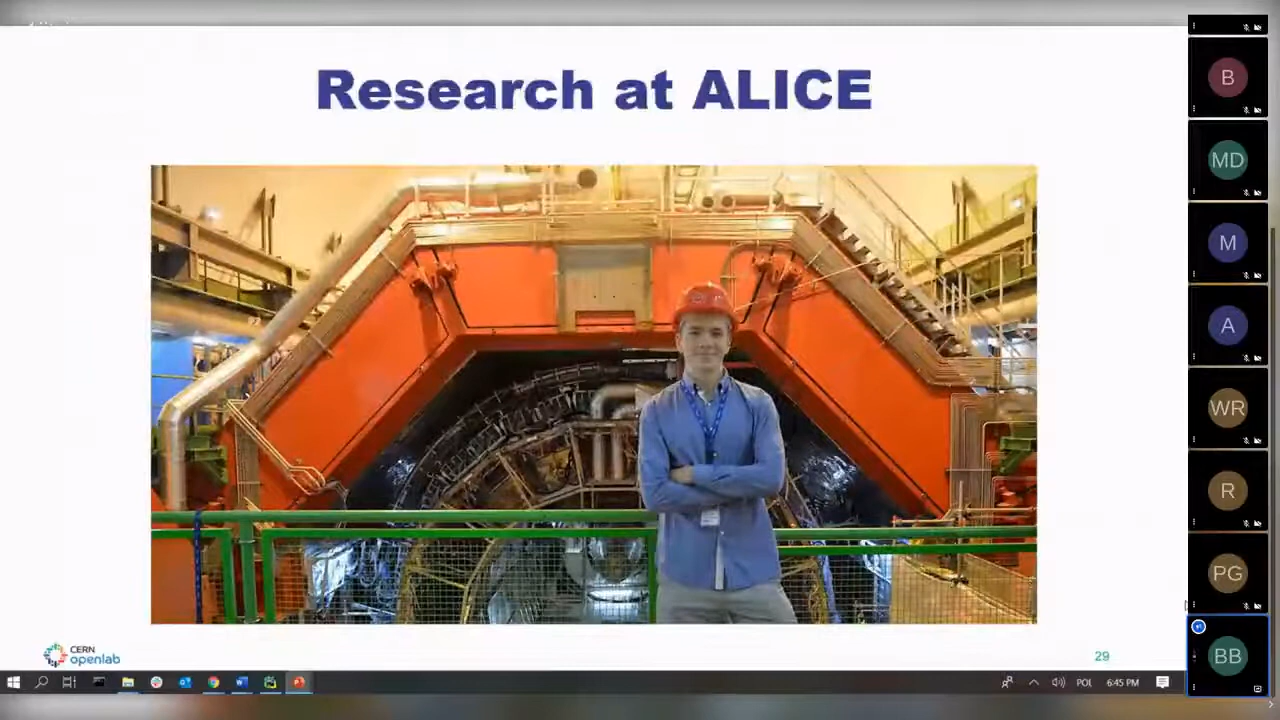 Research at ALICE
B
MD
M
A
WR
R
PG
BB
CERN
openlab
29
POL
6:45 PM